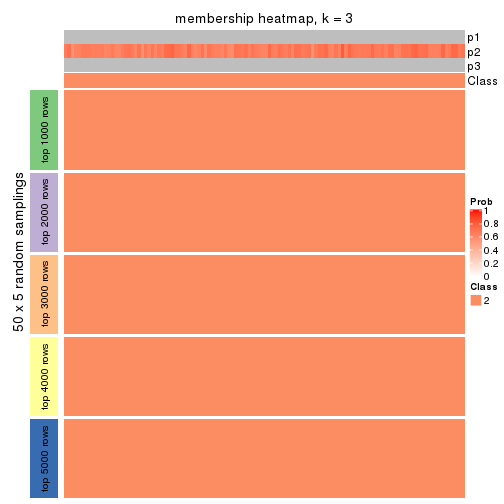 membership heatmap, k = 3
p1
p2
p3
Class
50 x 5 random samplings
top 1000 rows
top 2000 rows
top 3000 rows
top 4000 rows
top 5000 rows
Prob
1
0.8
0.6
0.4
0.2
0
Class
2